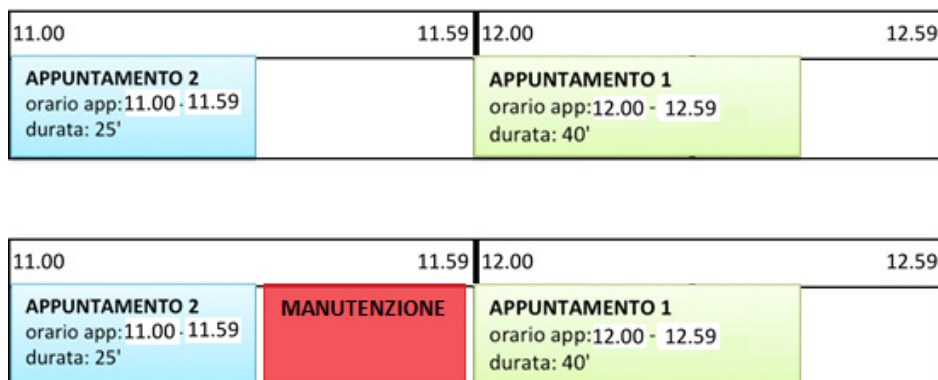 11.00 11.59 12.00 12.59
APPUNTAMENTO 2 APPUNTAMENTO 1
orario app:11.00 - 11.59 orario app:12.00 - 12.59
durata: 25' durata: 40'
11.00 11.59 12.00 12.59
APPUNTAMENTO 2 MANUTENZIONE APPUNTAMENTO 1
orario app:11.00 - 11.59 orario app:12.00 - 12.59
durata: 25' durata: 40'